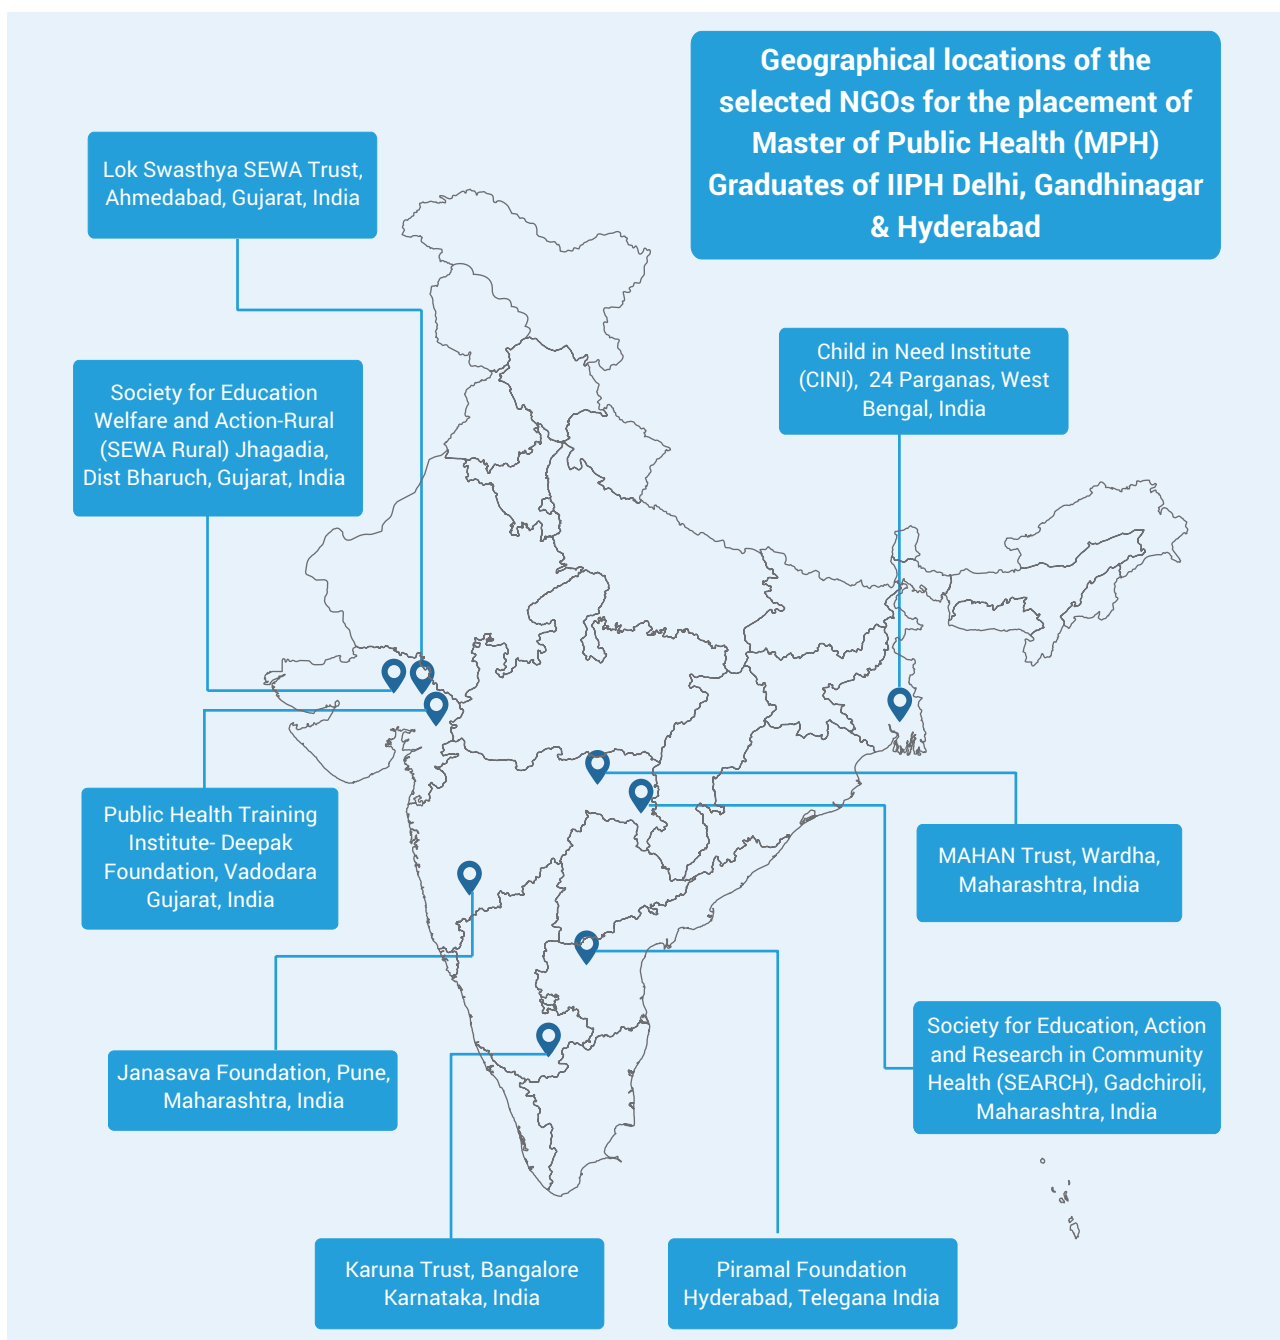 Geographical locations of the
selected NGOs for the placement of
Master of Public Health (MPH)
Graduates of IIPH Delhi, Gandhinagar
& Hyderabad
Lok Swasthya SEWA Trust,
Ahmedabad, Gujarat, India
Child in Need Institute
(CINI),  24 Parganas, West
Bengal, India
Society for Education
Welfare and Action-Rural
(SEWA Rural) Jhagadia,
Dist Bharuch, Gujarat, India
Public Health Training
Institute- Deepak
Foundation, Vadodara
Gujarat, India
MAHAN Trust, Wardha,
Maharashtra, India
Janasava Foundation, Pune,
Maharashtra, India
Society for Education, Action
and Research in Community
Health (SEARCH), Gadchiroli,
Maharashtra, India
Karuna Trust, Bangalore
Karnataka, India
Piramal Foundation
Hyderabad, Telegana India